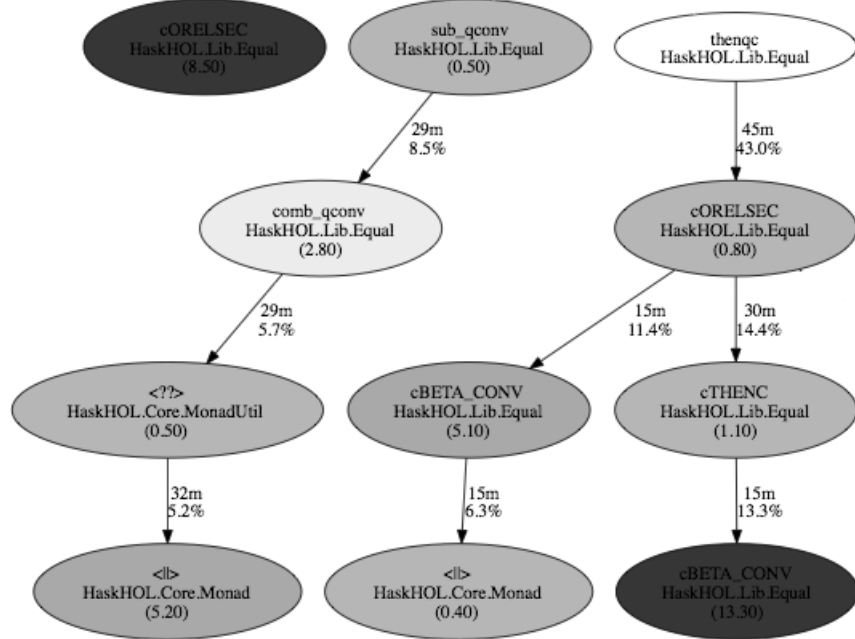 cORELSEC
HaskHOL.Lib.Equal
(8.50)
sub_qconv
HaskHOL.Lib.Equal
(0.50)
thenqc
HaskHOL.Lib.Equal
29m
8.5%
45m
43.0%
comb_qconv
HaskHOL.Lib.Equal
(2.80)
cORELSEC
HaskHOL.Lib.Equal
(0.80)
29m
5.7%
15m
11.4%
30m
14.4%
<??>
HaskHOL.Core.MonadUtil
(0.50)
cBETA_CONV
HaskHOL.Lib.Equal
(5.10)
cTHENC
HaskHOL.Lib.Equal
(1.10)
32m
5.2%
15m
6.3%
15m
13.3%
<||>
HaskHOL.Core.Monad
(5.20)
<||>
HaskHOL.Core.Monad
(0.40)
cBETA_CONV
HaskHOL.Lib.Equal
(13.30)